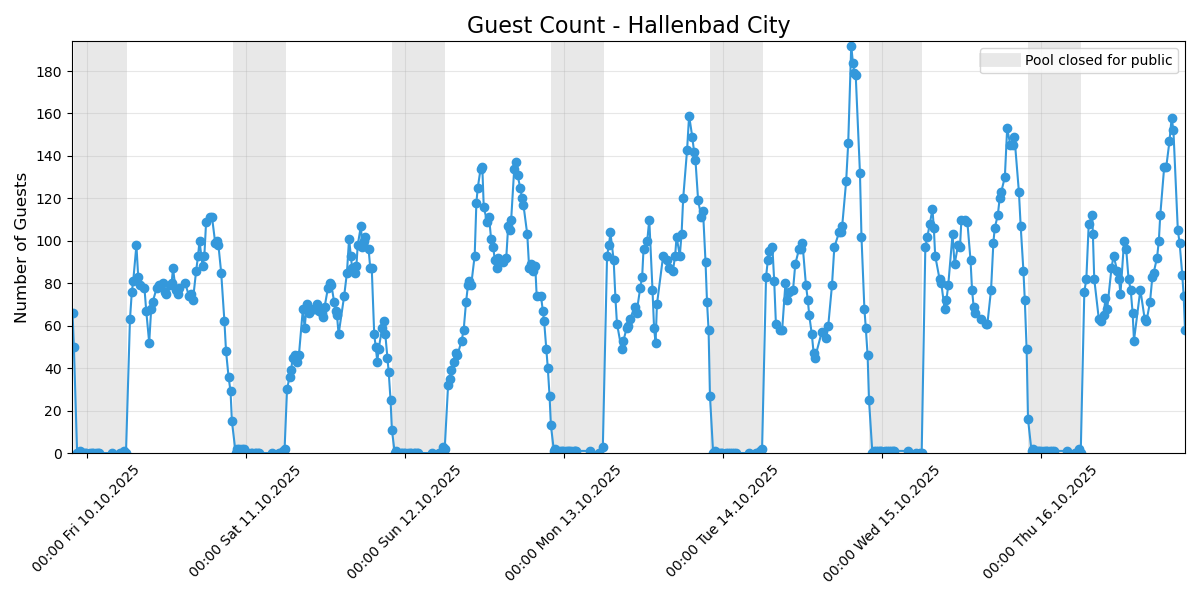 Guest Count - Hallenbad City
Pool closed for public
Number of Guests
180
160
140
120
100
80
60
40
20
0
00:00 Fri 10.10.2025
00:00 Sat 11.10.2025
00:00 Sun 12.10.2025
00:00 Mon 13.10.2025
00:00 Tue 14.10.2025
00:00 Wed 15.10.2025
00:00 Thu 16.10.2025